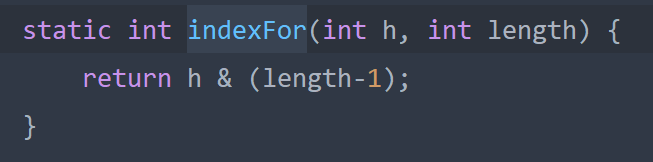 static int indexFor(int h, int length) {
    return h & (length-1);
}